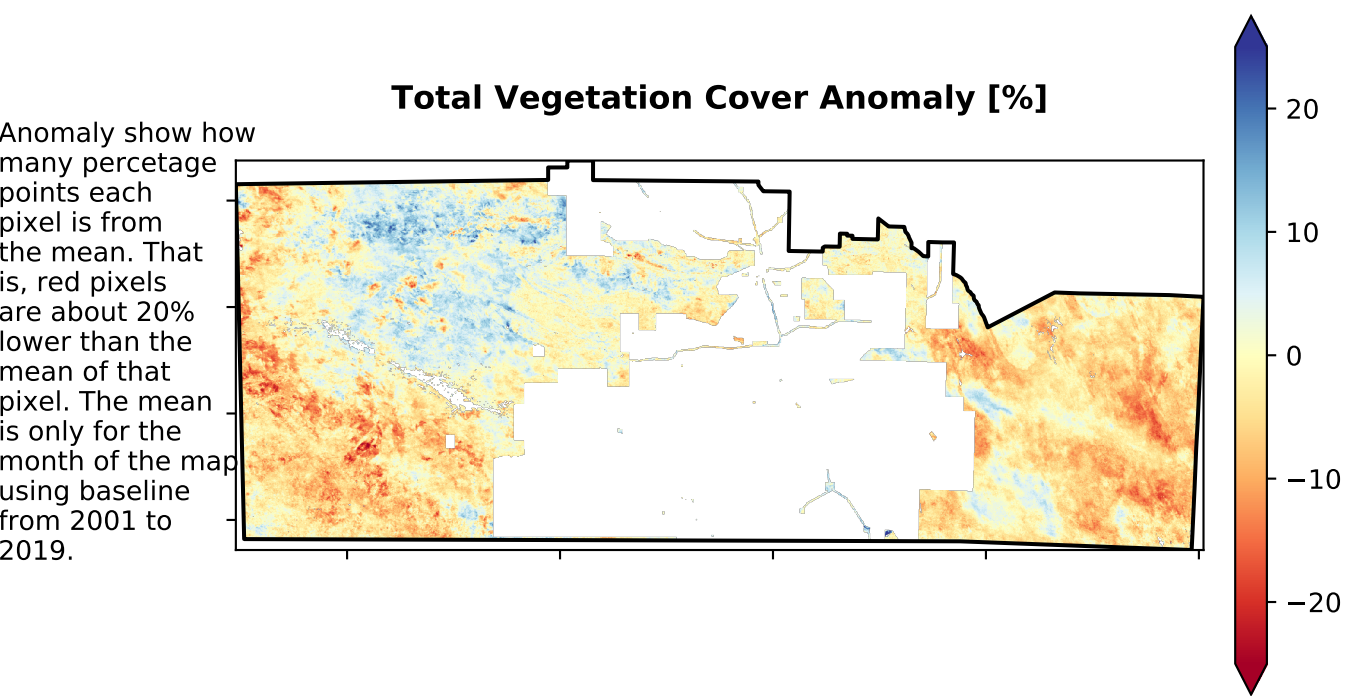 Total Vegetation Cover Anomaly [%]
Anomaly show how
many percetage
points each
pixel is from
the mean. That
is, red pixels
are about 20%
lower than the
mean of that
pixel. The mean
is only for the
month of the map
using baseline
from 2001 to
2019.
20
10
0
−10
−20